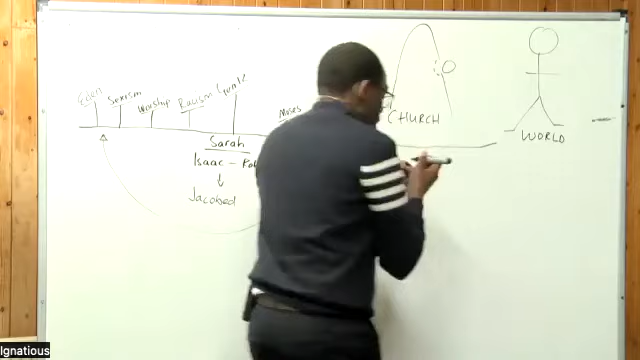 Eden
Sexism
Worship
Racism
Moses
CHURCH
WORLD
Sarah
Isaac –
Jacobed
Ignatious